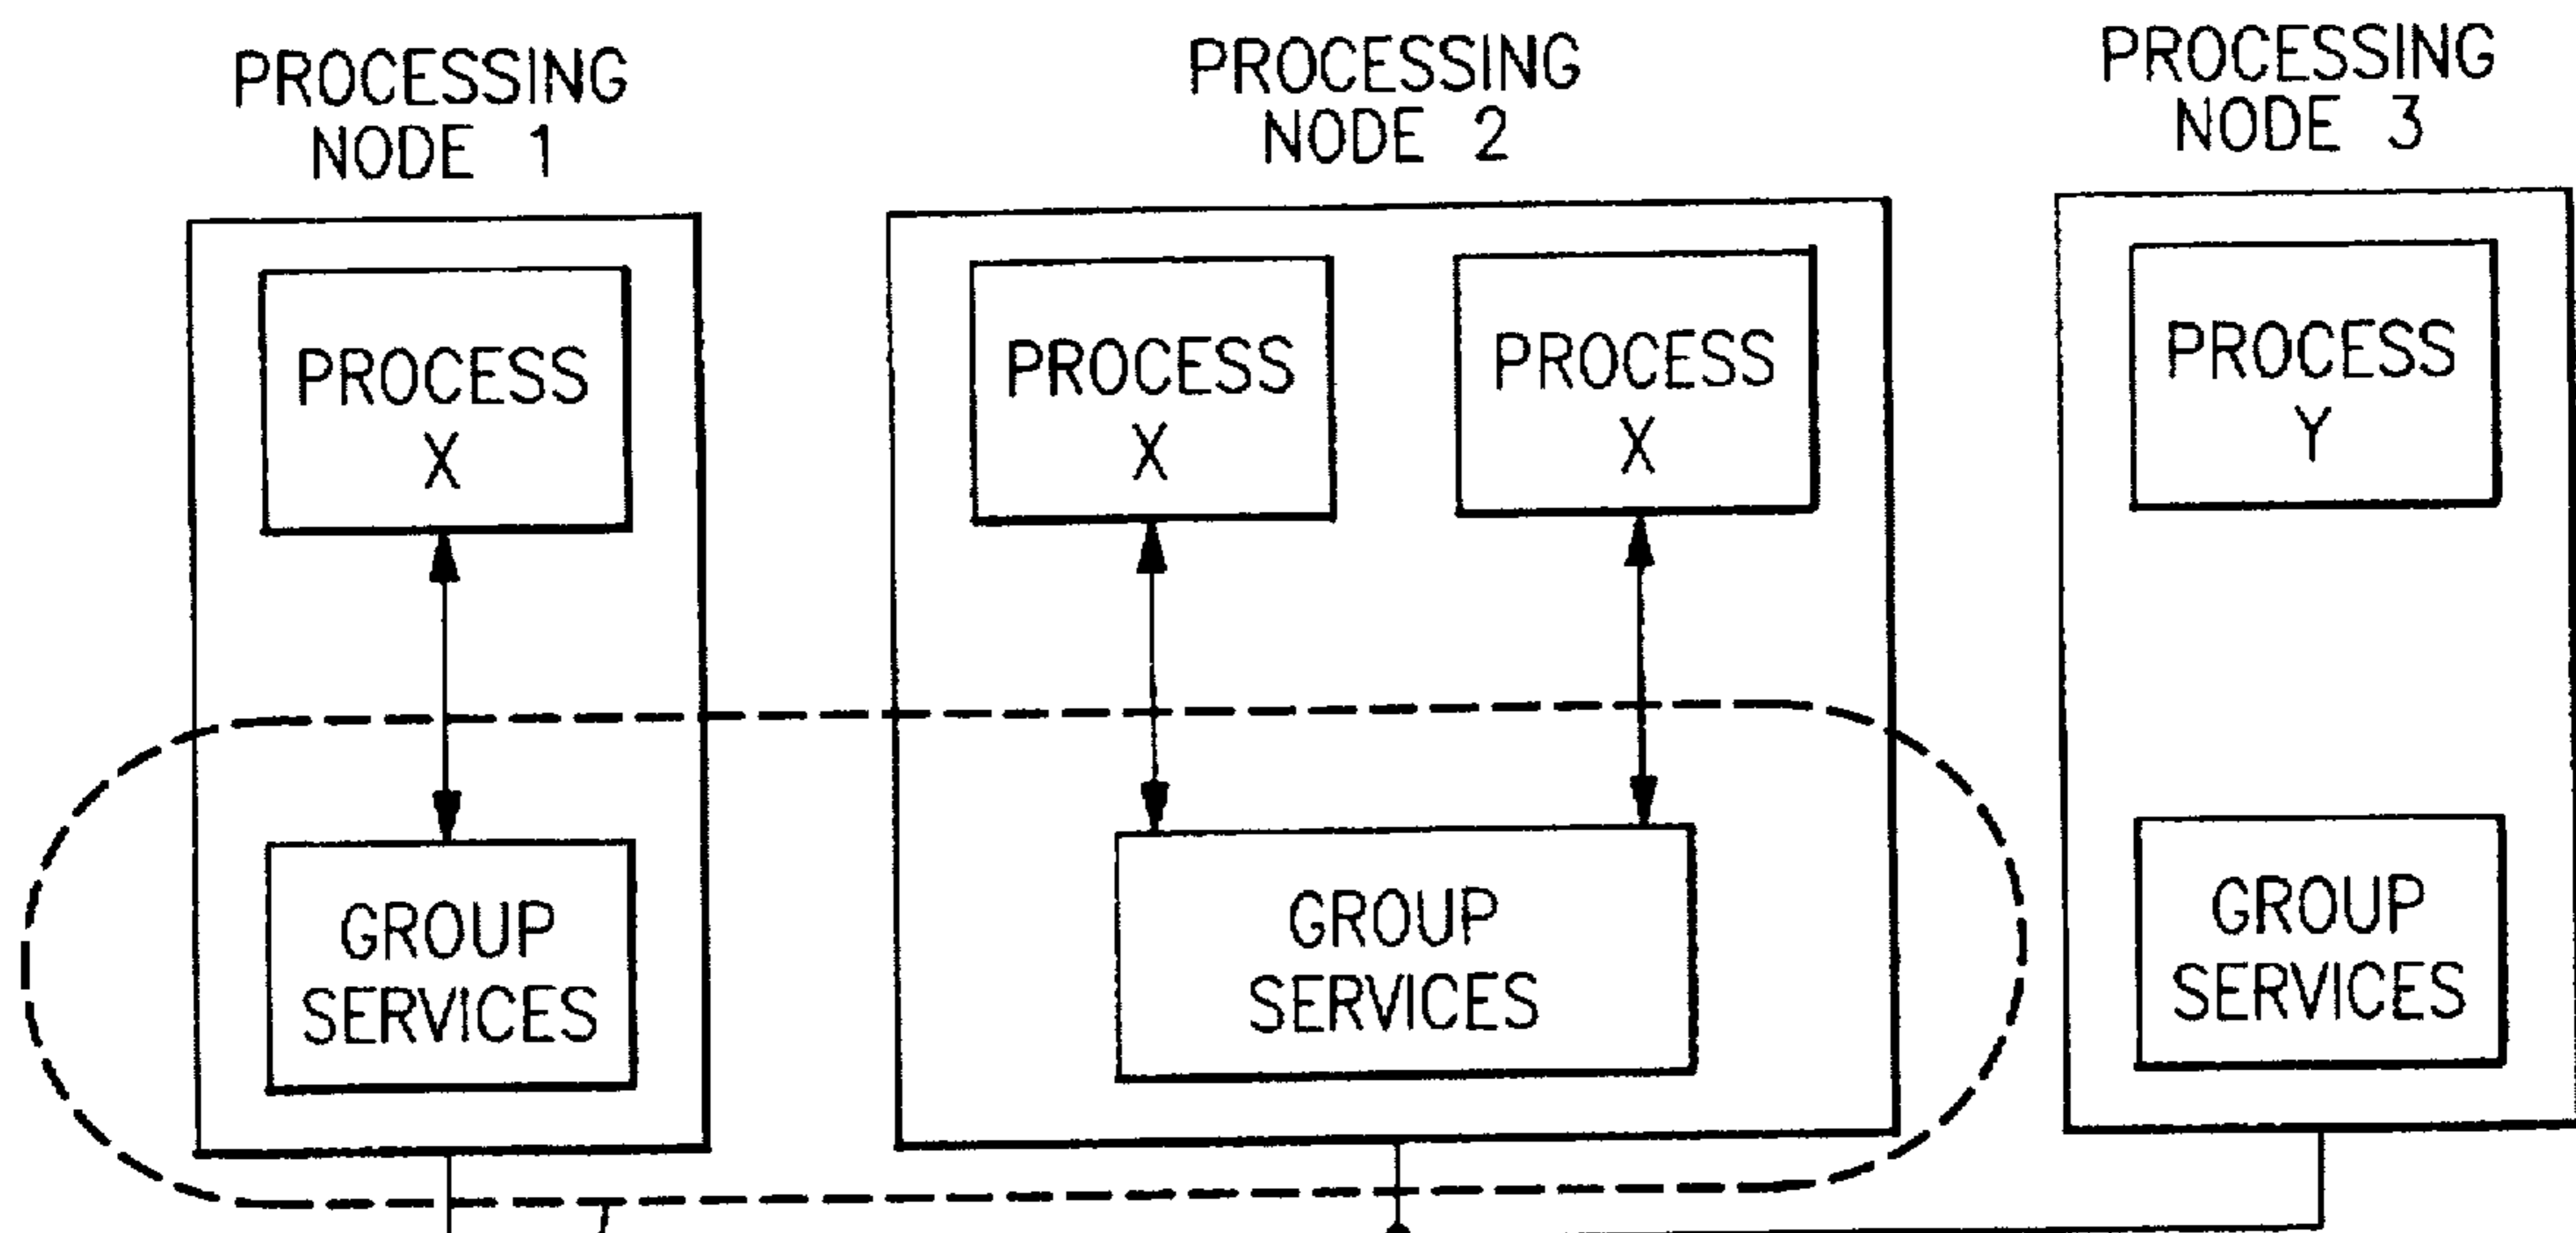 PROCESSING
NODE 1
PROCESSING
NODE 2
PROCESSING
NODE 3
PROCESS
X
PROCESS
X
PROCESS
X
PROCESS
Y
GROUP
SERVICES
GROUP
SERVICES
GROUP
SERVICES